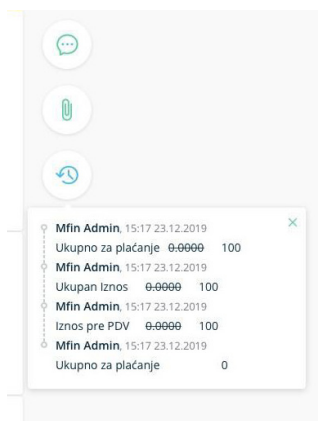 Mfin Admin, 15:17 23.12.2019
Ukupno za plaćanje 0.0000 100
Mfin Admin, 15:17 23.12.2019
Ukupan Iznos 0.0000 100
Mfin Admin, 15:17 23.12.2019
Iznos pre PDV 0.0000 100
Mfin Admin, 15:17 23.12.2019
Ukupno za plaćanje 0